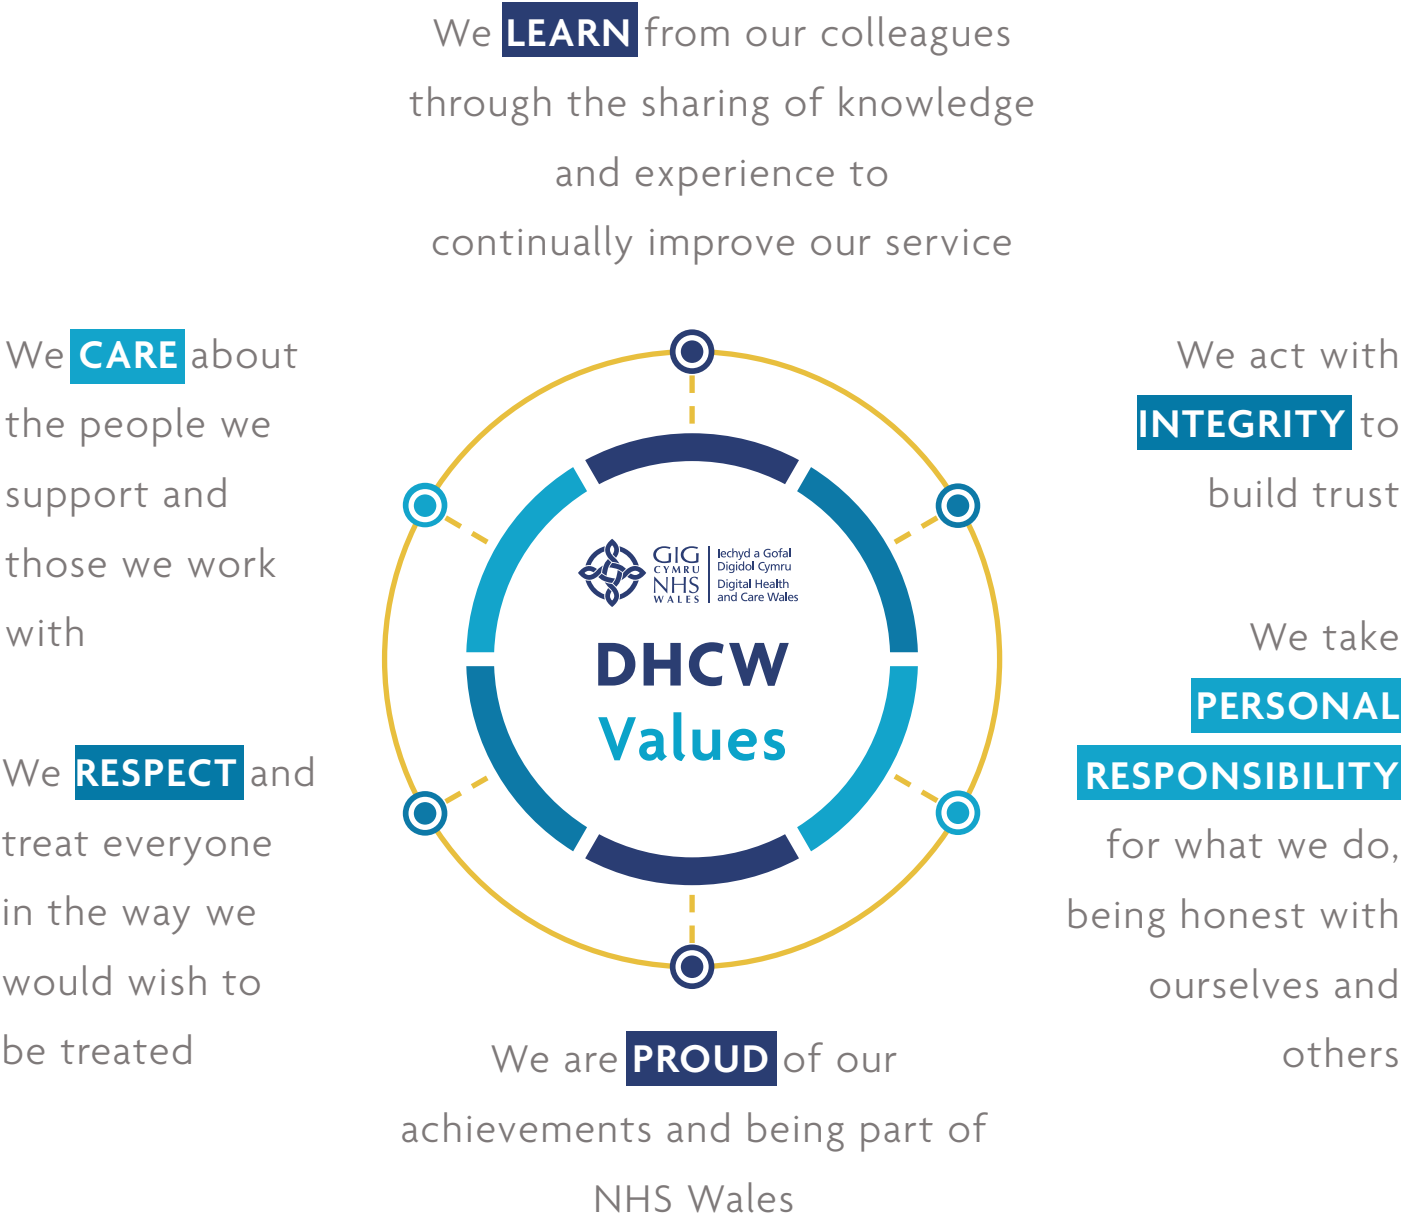 We LEARN from our colleagues
through the sharing of knowledge
and experience to
continually improve our service
We CARE about
the people we
support and
those we work
with
We act with
INTEGRITY to
build trust
GIG
CYMRU
NHS
WALES
Iechyd a Gofal
Digidol Cymru
Digital Health
and Care Wales
DHCW
Values
We take
PERSONAL
RESPONSIBILITY
for what we do,
being honest with
ourselves and
others
We RESPECT and
treat everyone
in the way we
would wish to
be treated
We are PROUD of our
achievements and being part of
NHS Wales